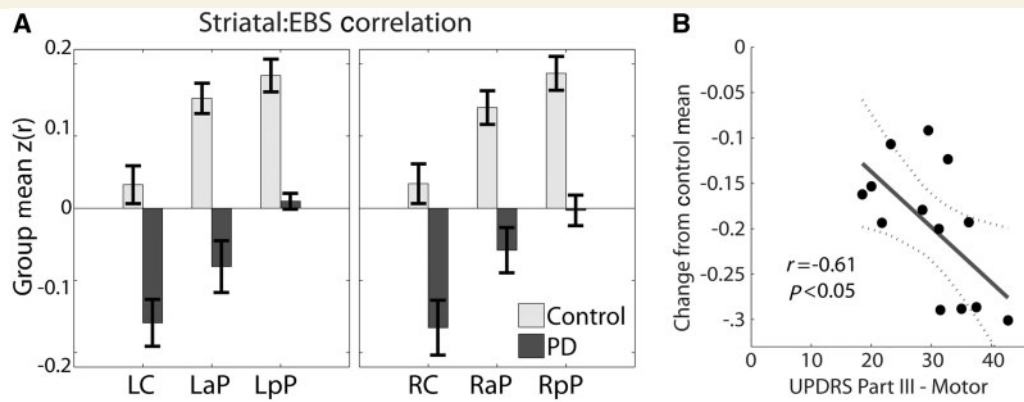 A
Striatal:EBS correlation
Group mean z(r)
0.2
0.1
0
-0.1
-0.2
LC LaP LpP
RC RaP RpP
Control
PD
B
Change from control mean
0
-0.05
-0.1
-0.15
-0.2
-0.25
-.3
r=-0.61
P<0.05
0 10 20 30 40
UPDRS Part III - Motor